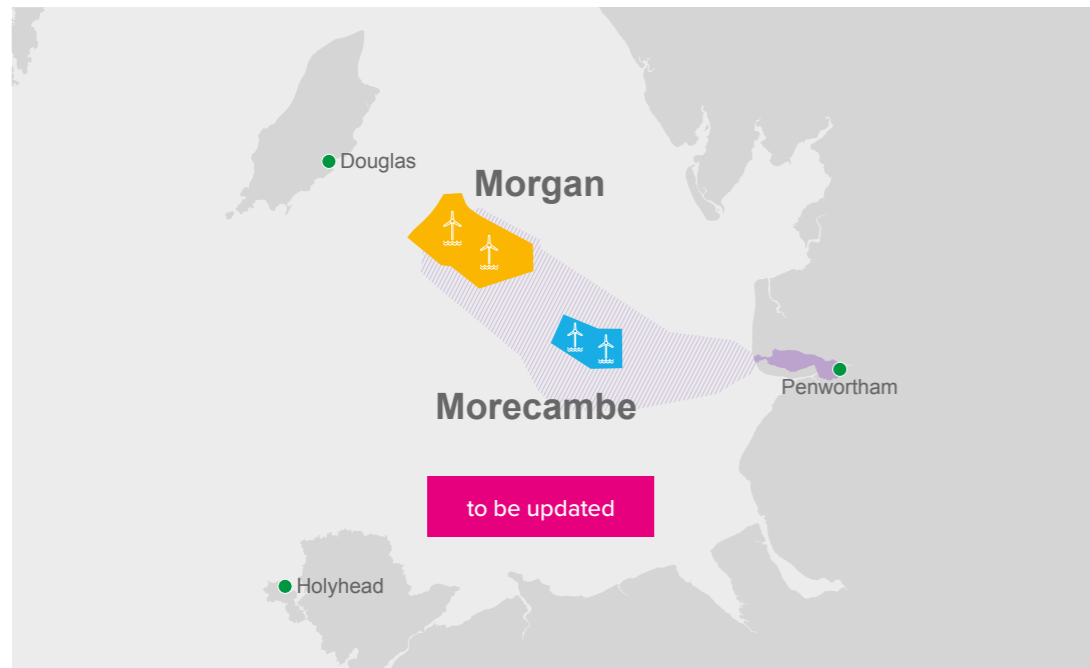 Douglas
Morgan
Penwortham
Morecambe
to be updated
Holyhead